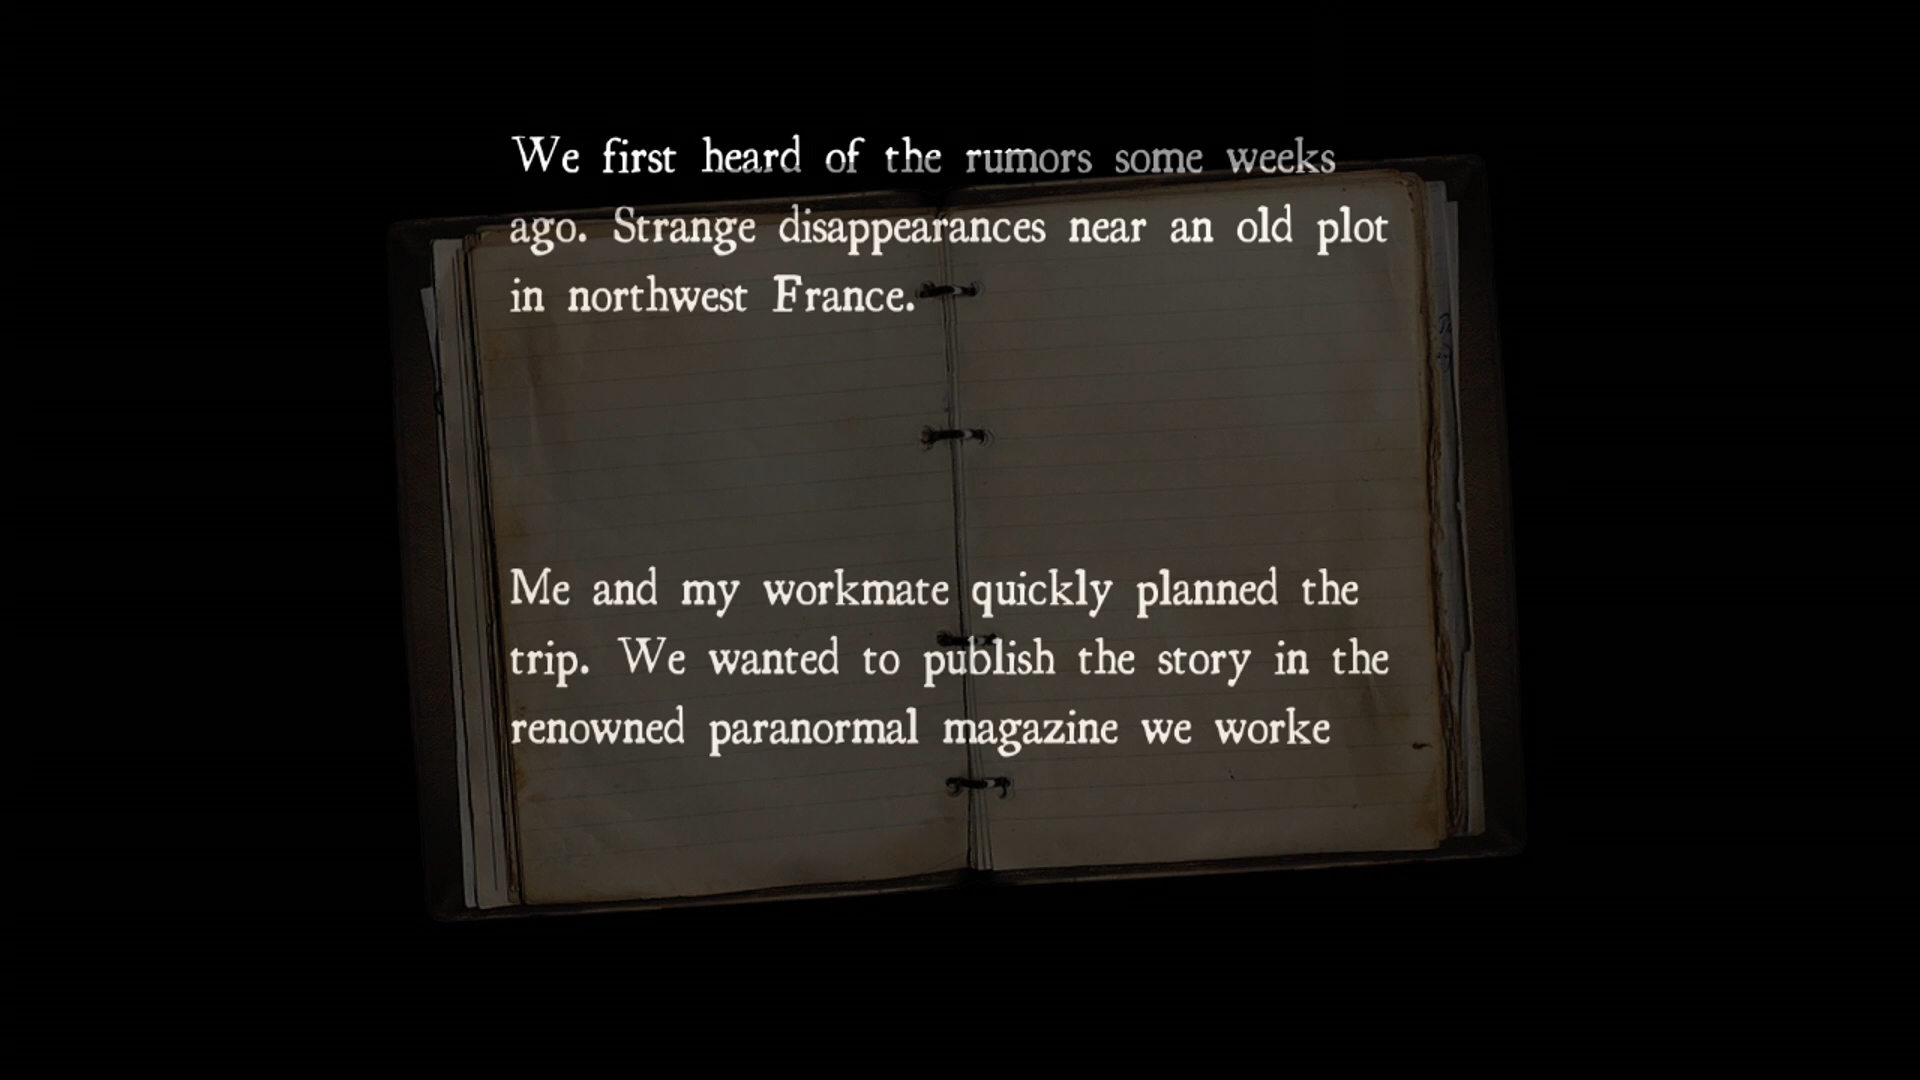 We first heard of the rumors some weeks
ago. Strange disappearances near an old plot
in northwest France.
Me and my workmate quickly planned the
trip. We wanted to publish the story in the
renowned paranormal magazine we worke